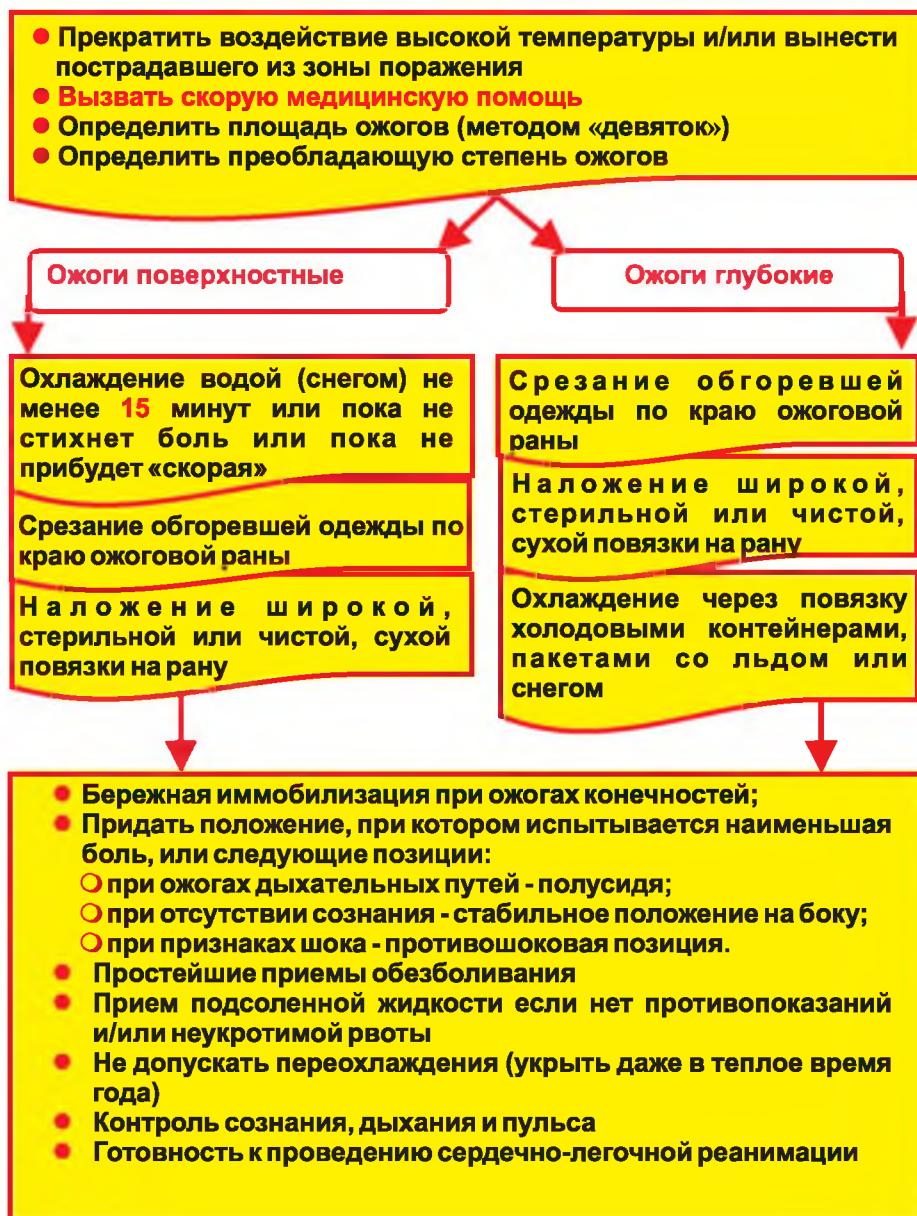 ● Прекратить воздействие высокой температуры и/или вынести
пострадавшего из зоны поражения
● Вызвать скорую медицинскую помощь
● Определить площадь ожогов (методом «девяток»)
● Определить преобладающую степень ожогов
Ожоги поверхностные
Охлаждение водой (снегом) не
менее 15 минут или пока не
стихнет боль или пока не
прибудет «скорая»
Срезание обгоревшей одежды по
краю ожоговой раны
Наложение широкой,
стерильной или чистой, сухой
повязки на рану
Ожоги глубокие
Срезание обгоревшей
одежды по краю ожоговой
раны
Наложение широкой,
стерильной или чистой,
сухой повязки на рану
Охлаждение через повязку
холодовыми контейнерами,
пакетами со льдом или
снегом
● Бережная иммобилизация при ожогах конечностей;
● Придать положение, при котором испытывается наименьшая
боль, или следующие позиции:
○ при ожогах дыхательных путей - полусидя;
○ при отсутствии сознания - стабильное положение на боку;
○ при признаках шока - противошоковая позиция.
● Простейшие приемы обезболивания
● Прием подсоленной жидкости если нет противопоказаний
и/или неукротимой рвоты
● Не допускать переохлаждения (укрыть даже в теплое время
года)
● Контроль сознания, дыхания и пульса
● Готовность к проведению сердечно-легочной реанимации